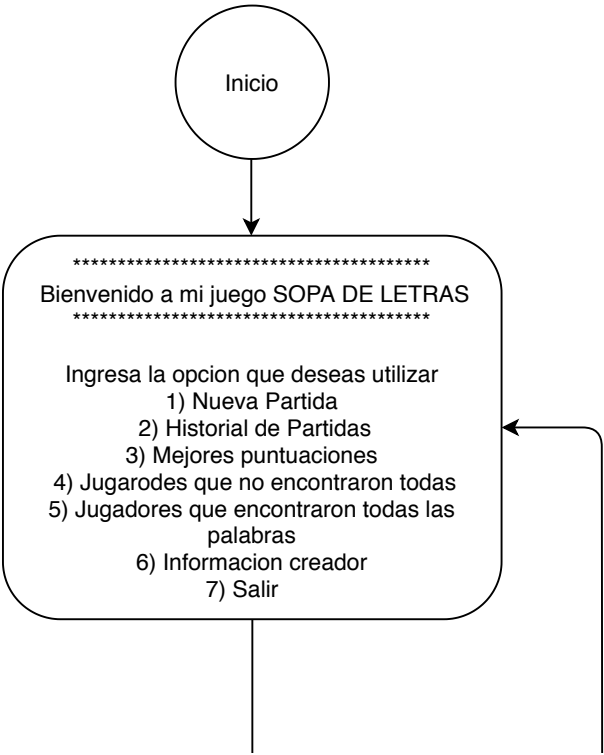 Inicio
*****************************************
Bienvenido a mi juego SOPA DE LETRAS
*****************************************
Ingresa la opcion que deseas utilizar
1) Nueva Partida
2) Historial de Partidas
3) Mejores puntuaciones
4) Jugarodes que no encontraron todas
5) Jugadores que encontraron todas las
palabras
6) Informacion creador
7) Salir